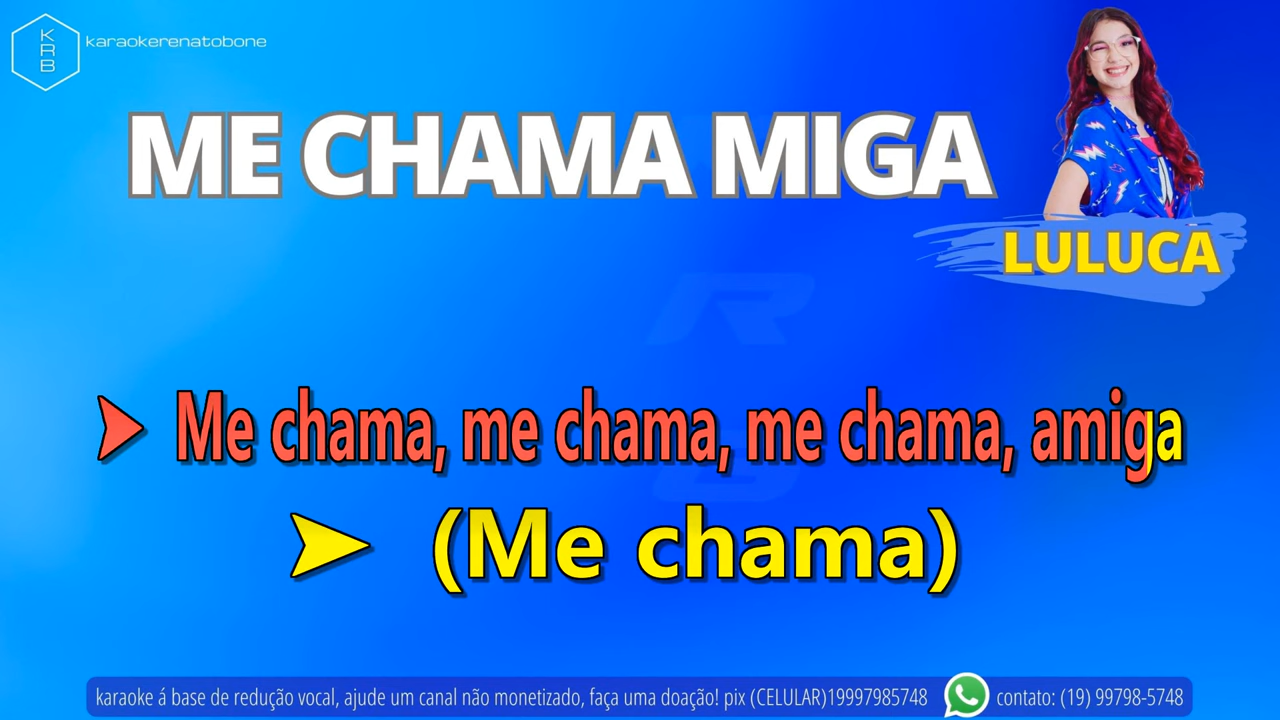 KRB
karaokerenatobone
ME CHAMA MIGA
LULUCA
Me chama, me chama, me chama, amiga
(Me chama)
karaoke á base de redução vocal, ajude um canal não monetizado, faça uma doação! pix (CELULAR)19997985748 contato: (19) 99798-5748